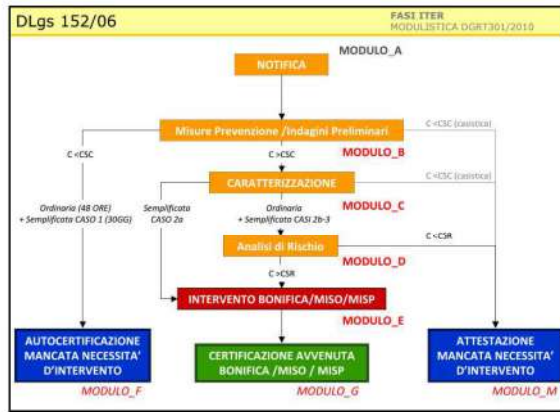 DLgs 152/06
FASI ITER
MODULISTICA DGRT301/2010
MODULO_A
NOTIFICA
Misure Prevenzione /Indagini Preliminari
C <CSC (casistica)
C <CSC
C >CSC
MODULO_B
CARATTERIZZAZIONE
C <CSC (casistica)
MODULO_C
Ordinaria (48 ORE)
+ Semplificata CASO 1 (30GG)
Semplificata
CASO 2a
Ordinaria
+ Semplificata CASI 2b-3
Analisi di Rischio
C <CSR
MODULO_D
C >CSR
INTERVENTO BONIFICA/MISO/MISP
MODULO_E
AUTOCERTIFICAZIONE
MANCATA NECESSITA'
D'INTERVENTO
CERTIFICAZIONE AVVENUTA
BONIFICA /MISO / MISP
ATTESTAZIONE
MANCATA NECESSITA'
D'INTERVENTO
MODULO_F
MODULO_G
MODULO_M